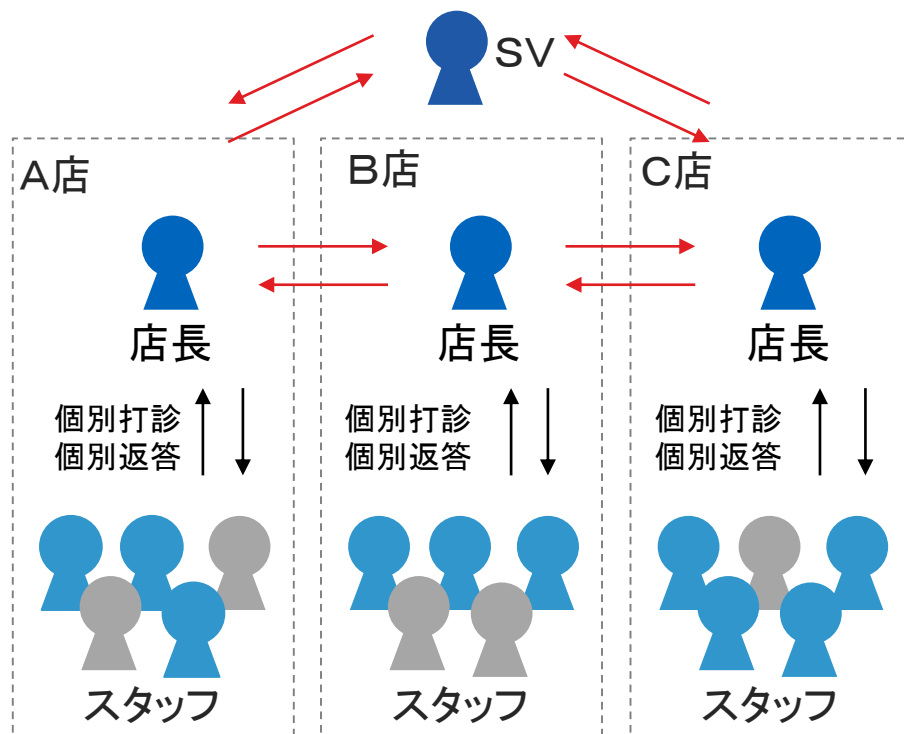 SV
A店
B店
C店
店長
店長
店長
個別打診
個別返答
個別打診
個別返答
個別打診
個別返答
スタッフ
スタッフ
スタッフ